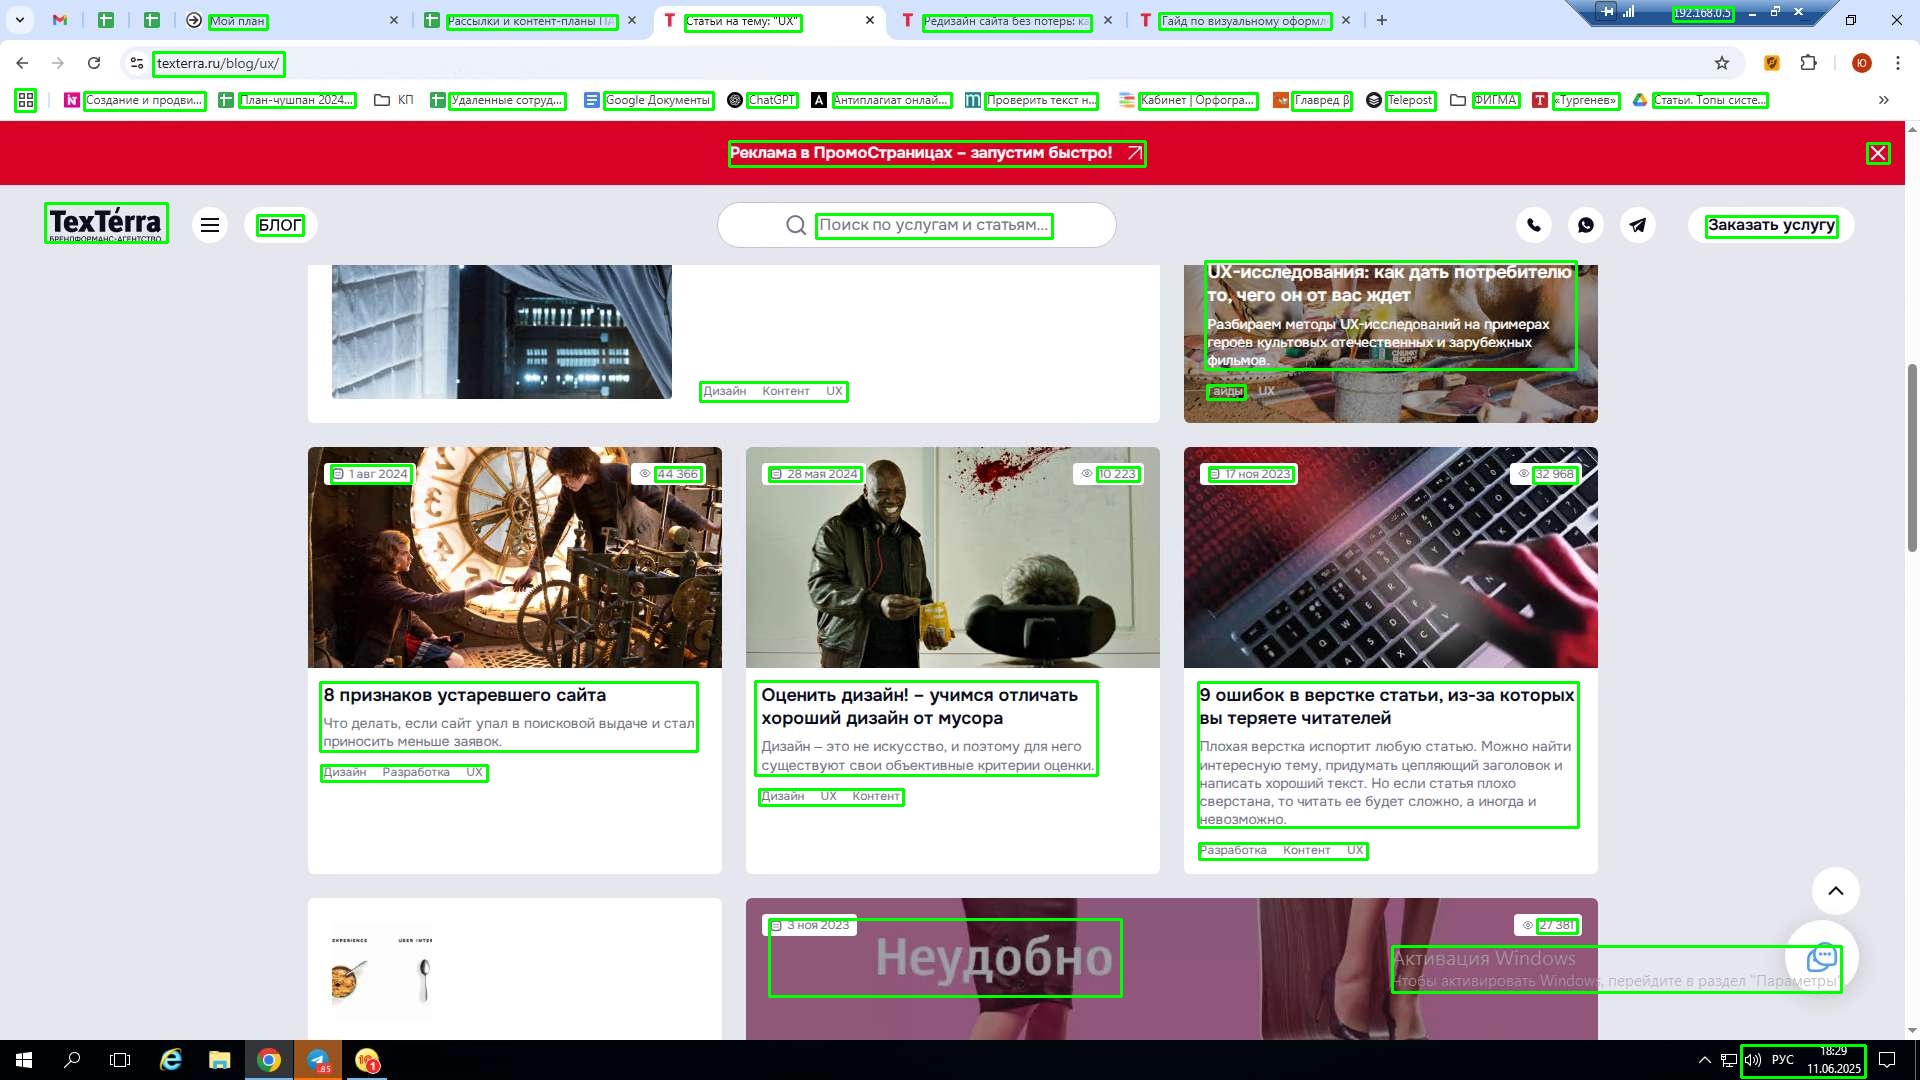 Мой план
Рассылки и контент-планы ПА
Статьи на тему: "UX"
Редизайн сайта без потерь: ка
Гайд по визуальному оформл
192.168.0.5
texterra.ru/blog/ux/
Создание и продви...
План-чушпан 2024...
КП
Удаленные сотруд...
Google Документы
ChatGPT
Антиплагиат онлай...
Проверить текст н...
Кабинет | Орфогра...
Главред β
Telepost
ФИГМА
«Тургенев»
Статьи. Топы систе...
Реклама в ПромоСтраницах – запустим быстро!
TexTerra
БРЕНДФОРМАНС-АГЕНТСТВО
БЛОГ
Поиск по услугам и статьям...
Заказать услугу
UX-исследования: как дать потребителю
то, чего он от вас ждет
Разбираем методы UX-исследований на примерах
героев культовых отечественных и зарубежных
фильмов.
Дизайн Контент UX
Гайды UX
1 авг 2024
44 366
28 мая 2024
10 223
17 ноя 2023
32 968
8 признаков устаревшего сайта
Что делать, если сайт упал в поисковой выдаче и стал
приносить меньше заявок.
Дизайн Разработка UX
Оценить дизайн! – учимся отличать
хороший дизайн от мусора
Дизайн – это не искусство, и поэтому для него
существуют свои объективные критерии оценки.
Дизайн UX Контент
9 ошибок в верстке статьи, из-за которых
вы теряете читателей
Плохая верстка испортит любую статью. Можно найти
интересную тему, придумать цепляющий заголовок и
написать хороший текст. Но если статья плохо
сверстана, то читать ее будет сложно, а иногда и
невозможно.
Разработка Контент UX
3 ноя 2023
27 381
Неудобно
Активация Windows
Чтобы активировать Windows, перейдите в раздел "Параметры"
РУС
18:29
11.06.2025